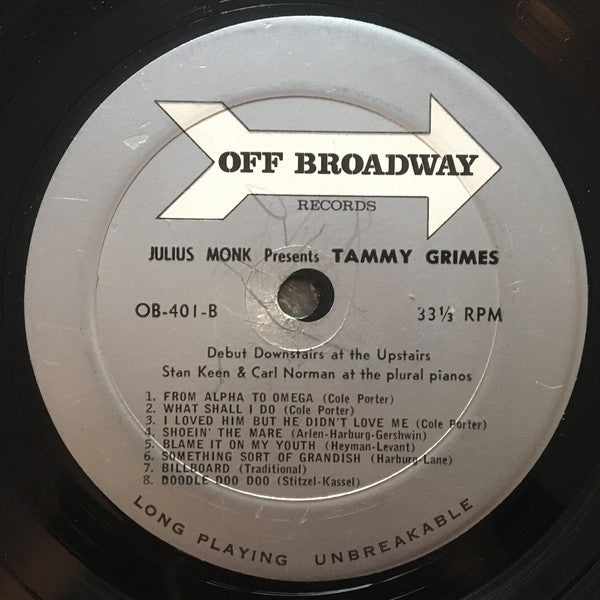 OFF BROADWAY
RECORDS
JULIUS MONK Presents TAMMY GRIMES
OB-401-B
33⅓ RPM
Debut Downstairs at the Upstairs
Stan Keen & Carl Norman at the plural pianos
1. FROM ALPHA TO OMEGA (Cole Porter)
2. WHAT SHALL I DO (Cole Porter)
3. I LOVED HIM BUT HE DIDN'T LOVE ME (Cole Porter)
4. SHOEIN' THE MARE (Arlen-Harburg-Gershwin)
5. BLAME IT ON MY YOUTH (Heyman-Levant)
6. SOMETHING SORT OF GRANDISH (Harburg-Lane)
7. BILLBOARD (Traditional)
8. DOODLE DOO DOO (Stitzel-Kassel)
LONG PLAYING UNBREAKABLE